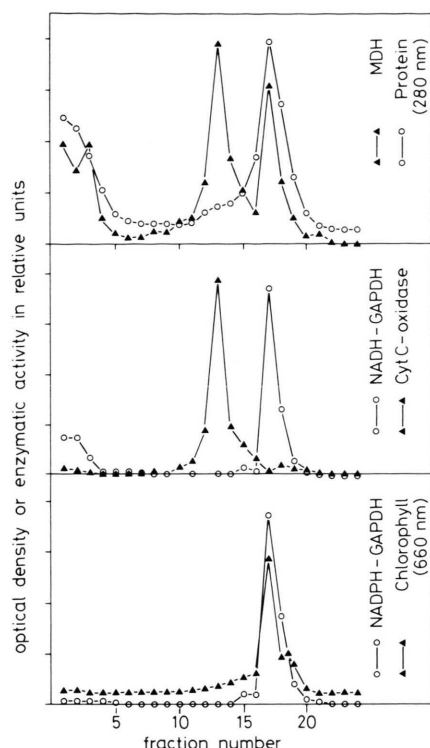 optical density or enzymatic activity in relative units
MDH
Protein
(280 nm)
NADH-GAPDH
Cyt C-oxidase
NADPH-GAPDH
Chlorophyll
(660 nm)
5 10 15 20
fraction number